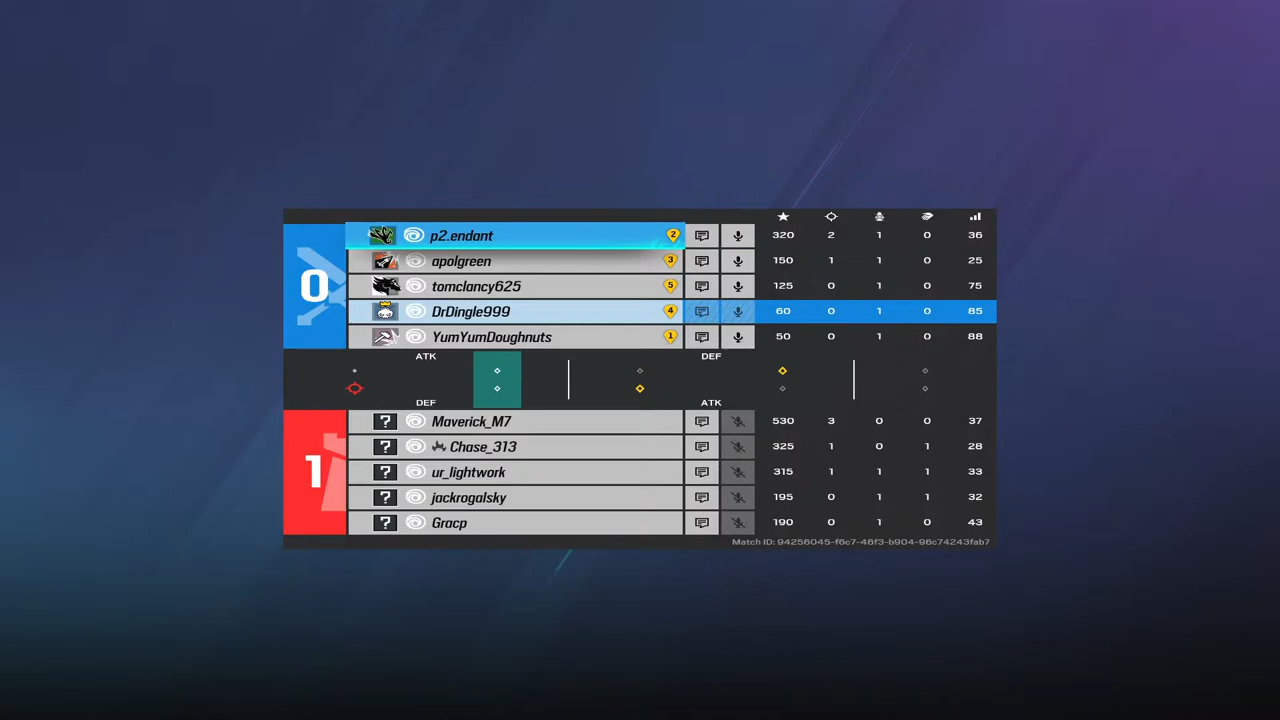 0
p2.endant 2 320 2 1 0 36
apolgreen 3 150 1 1 0 25
tomclancy625 5 125 0 1 0 75
DrDingle999 4 60 0 1 0 85
YumYumDoughnuts 1 50 0 1 0 88
ATK DEF
DEF ATK
1
? Maverick_M7 530 3 0 0 37
? Chase_313 325 1 0 1 28
? ur_lightwork 315 1 1 1 33
? jackrogalsky 195 0 1 1 32
? Gracp 190 0 1 0 43
Match ID: 94256045-f6c7-46f3-b904-96c74243fab7